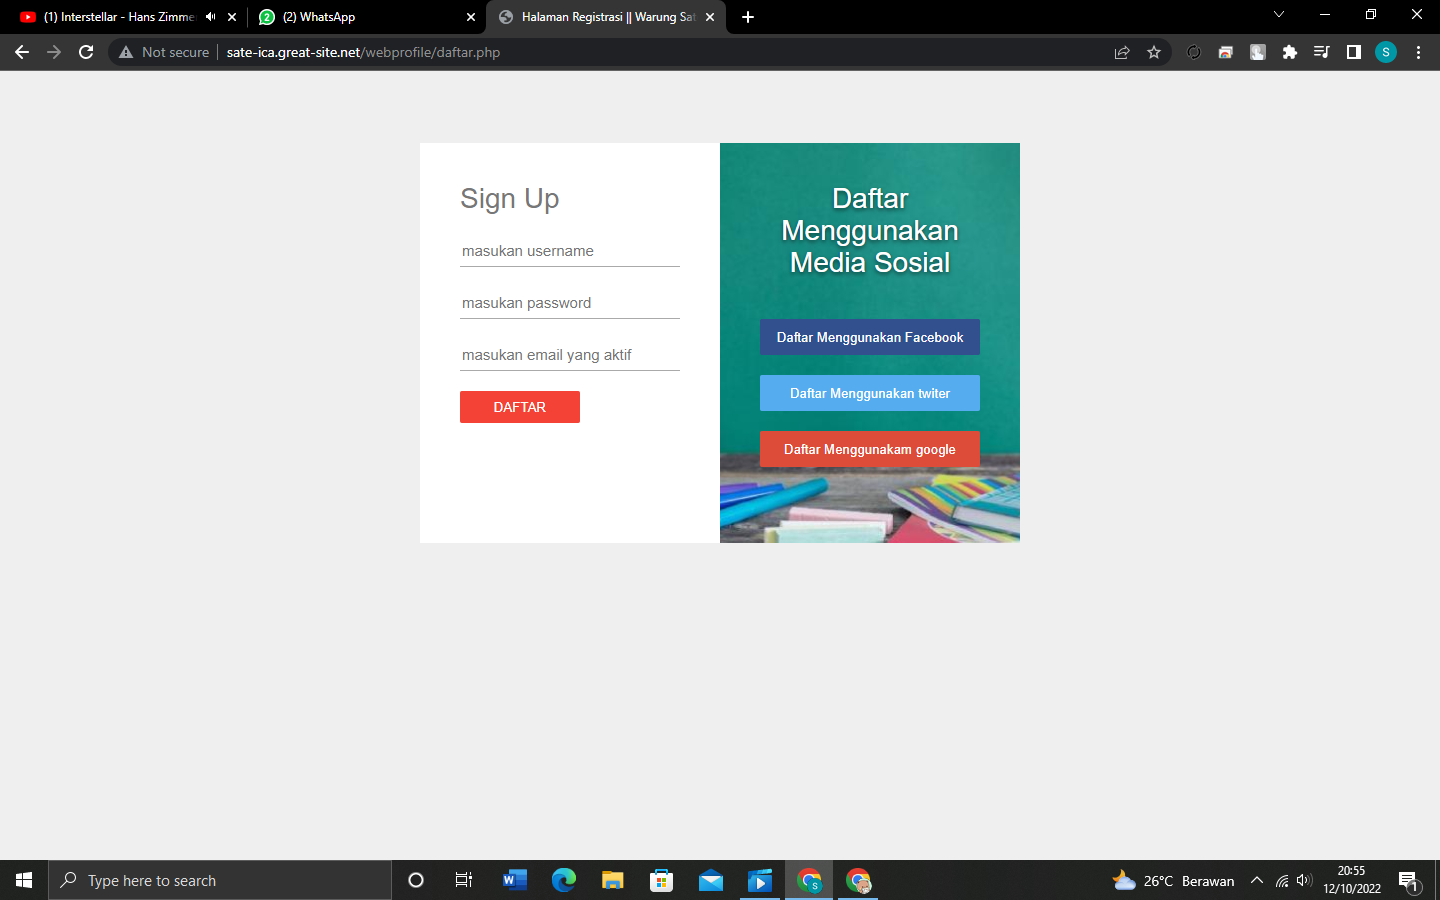 (1) Interstellar - Hans Zimme
(2) WhatsApp
Halaman Registrasi || Warung Sat
Not secure
sate-ica.great-site.net/webprofile/daftar.php
S
Sign Up
masukan username
masukan password
masukan email yang aktif
DAFTAR
Daftar
Menggunakan
Media Sosial
Daftar Menggunakan Facebook
Daftar Menggunakan twiter
Daftar Menggunakam google
Type here to search
26°C Berawan
20:55
12/10/2022
1